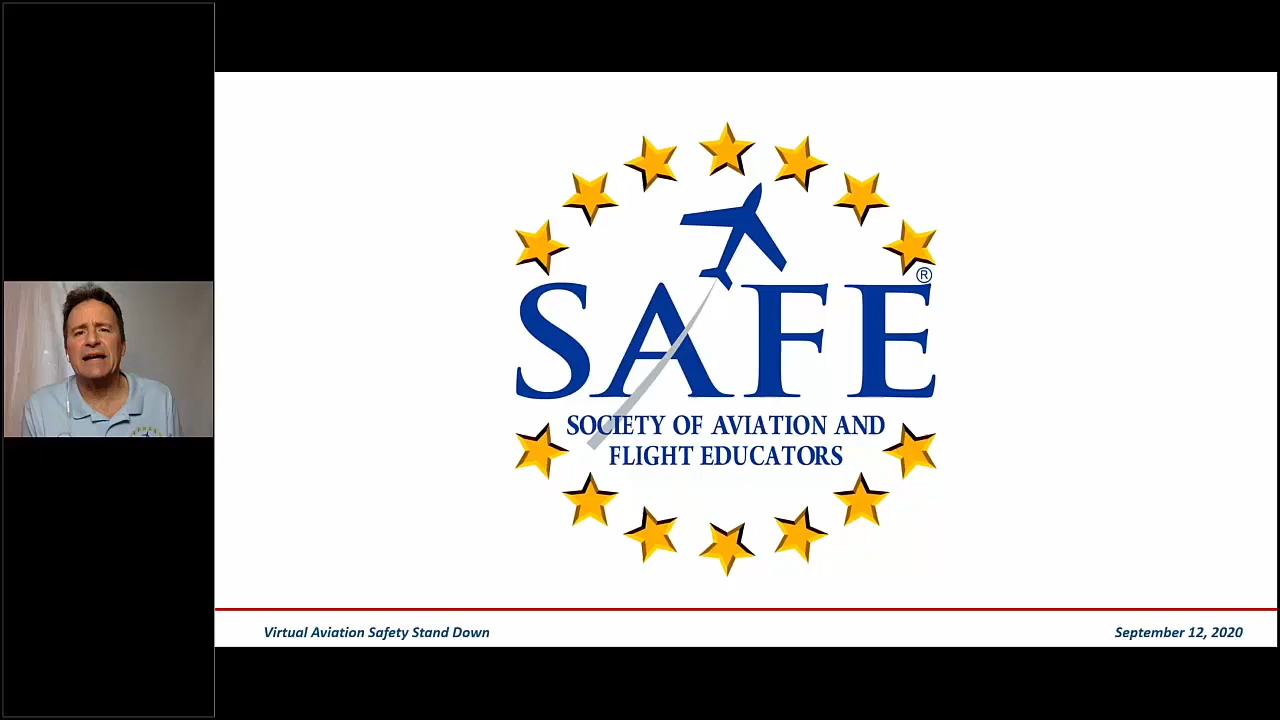 SAFE®
SOCIETY OF AVIATION AND
FLIGHT EDUCATORS
Virtual Aviation Safety Stand Down
September 12, 2020